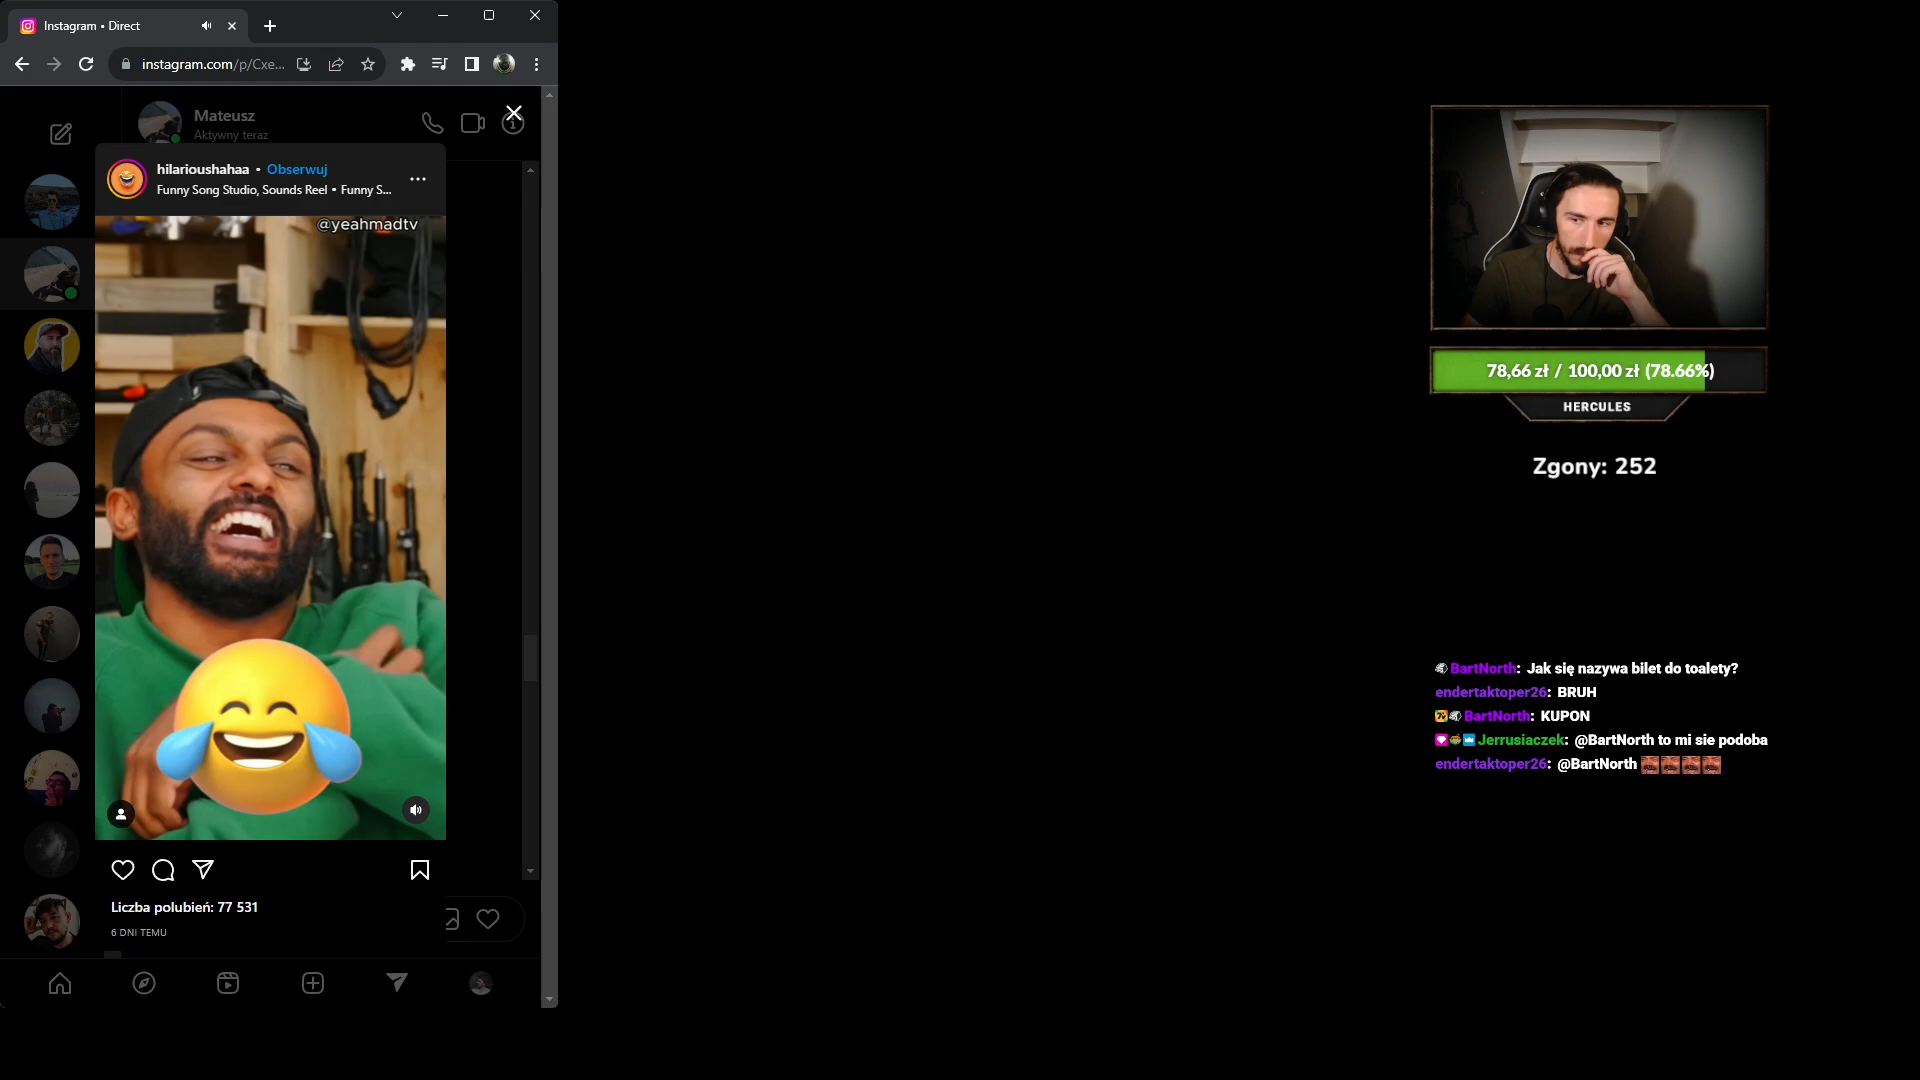 Instagram • Direct
instagram.com/p/Cxe...
Mateusz
Aktywny teraz
hilarioushahaa • Obserwuj
Funny Song Studio, Sounds Reel • Funny S...
@yeahmadtv
Liczba polubień: 77 531
6 DNI TEMU
78,66 zł / 100,00 zł (78.66%)
HERCULES
Zgony: 252
BartNorth: Jak się nazywa bilet do toalety?
endertaktoper26: BRUH
BartNorth: KUPON
Jerrusiaczek: @BartNorth to mi sie podoba
endertaktoper26: @BartNorth